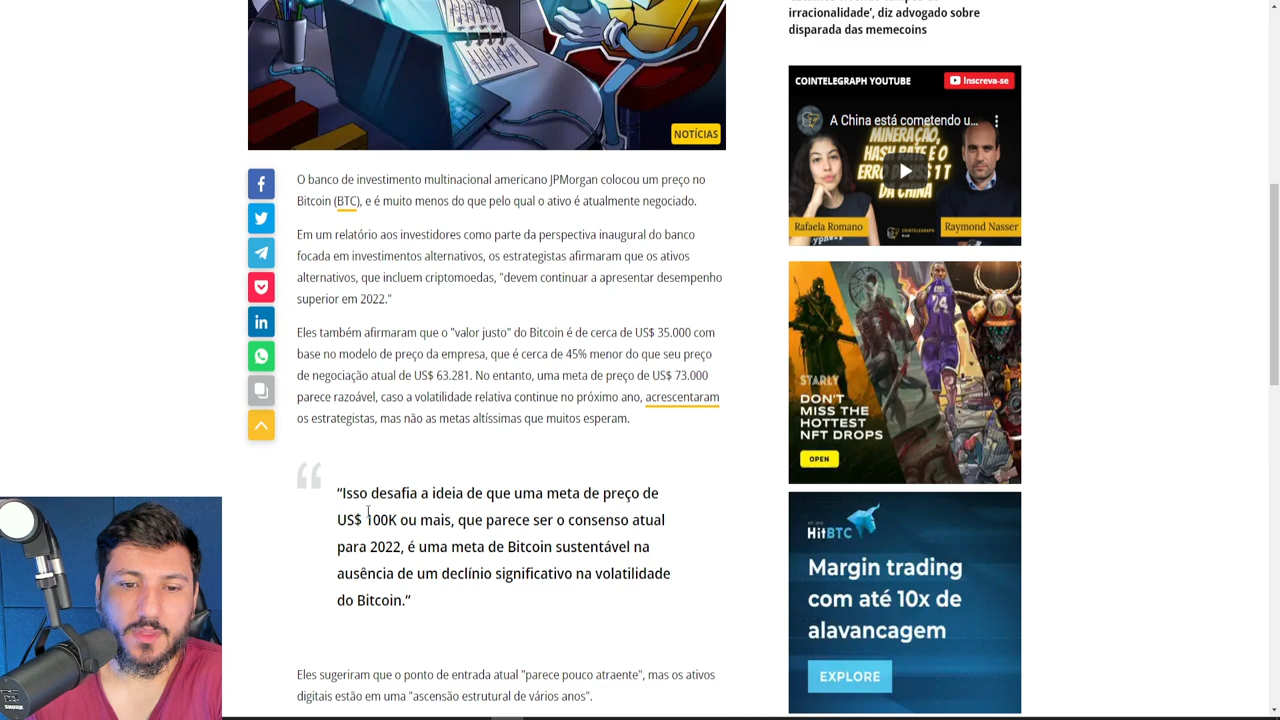 irracionalidade’, diz advogado sobre
disparada das memecoins
NOTÍCIAS
O banco de investimento multinacional americano JPMorgan colocou um preço no
Bitcoin (BTC), e é muito menos do que pelo qual o ativo é atualmente negociado.
Em um relatório aos investidores como parte da perspectiva inaugural do banco
focada em investimentos alternativos, os estrategistas afirmaram que os ativos
alternativos, que incluem criptomoedas, "devem continuar a apresentar desempenho
superior em 2022."
Eles também afirmaram que o "valor justo" do Bitcoin é de cerca de US$ 35.000 com
base no modelo de preço da empresa, que é cerca de 45% menor do que seu preço
de negociação atual de US$ 63.281. No entanto, uma meta de preço de US$ 73.000
parece razoável, caso a volatilidade relativa continue no próximo ano, acrescentaram
os estrategistas, mas não as metas altíssimas que muitos esperam.
“Isso desafia a ideia de que uma meta de preço de
US$ 100K ou mais, que parece ser o consenso atual
para 2022, é uma meta de Bitcoin sustentável na
ausência de um declínio significativo na volatilidade
do Bitcoin.”
Eles sugeriram que o ponto de entrada atual "parece pouco atraente", mas os ativos
digitais estão em uma "ascensão estrutural de vários anos".
COINTELEGRAPH YOUTUBE
Inscreva-se
A China está cometendo u...
MINERAÇÃO,
HASH RATE E O
ERRO DE US$ 1 T
DA CHINA
Rafaela Romano
Raymond Nasser
24
STARLY
DON'T
MISS THE
HOTTEST
NFT DROPS
OPEN
HitBTC
Margin trading
com até 10x de
alavancagem
EXPLORE